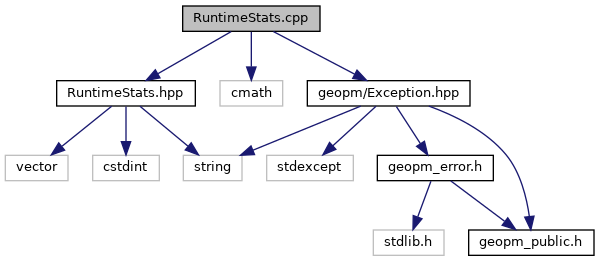 RuntimeStats.cpp
RuntimeStats.hpp
cmath
geopm/Exception.hpp
vector
cstdint
string
stdexcept
geopm_error.h
stdlib.h
geopm_public.h